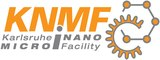 KNMF
Karlsruhe NANO
MICRO Facility